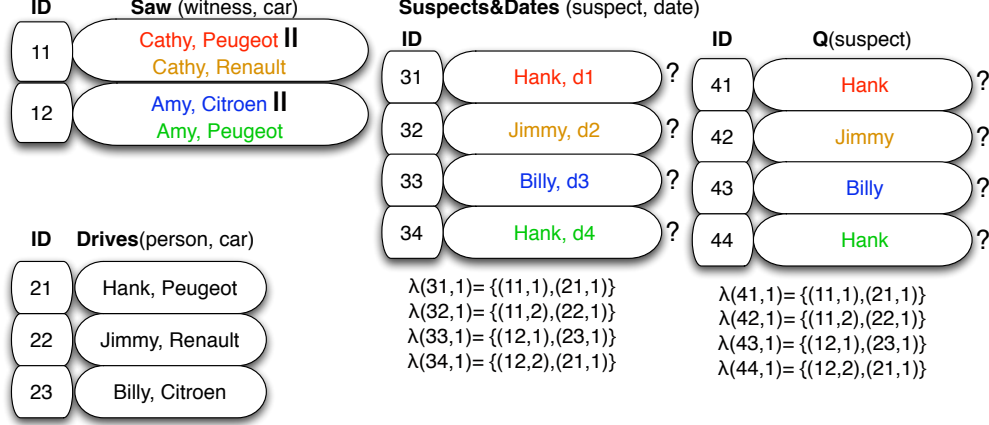 ID Saw (witness, car)
11 Cathy, Peugeot ||
Cathy, Renault
12 Amy, Citroen ||
Amy, Peugeot
ID Drives(person, car)
21 Hank, Peugeot
22 Jimmy, Renault
23 Billy, Citroen
Suspects&Dates (suspect, date)
ID
31 Hank, d1 ?
32 Jimmy, d2 ?
33 Billy, d3 ?
34 Hank, d4 ?
λ(31,1)= {(11,1),(21,1)}
λ(32,1)= {(11,2),(22,1)}
λ(33,1)= {(12,1),(23,1)}
λ(34,1)= {(12,2),(21,1)}
ID Q(suspect)
41 Hank ?
42 Jimmy ?
43 Billy ?
44 Hank ?
λ(41,1)= {(11,1),(21,1)}
λ(42,1)= {(11,2),(22,1)}
λ(43,1)= {(12,1),(23,1)}
λ(44,1)= {(12,2),(21,1)}